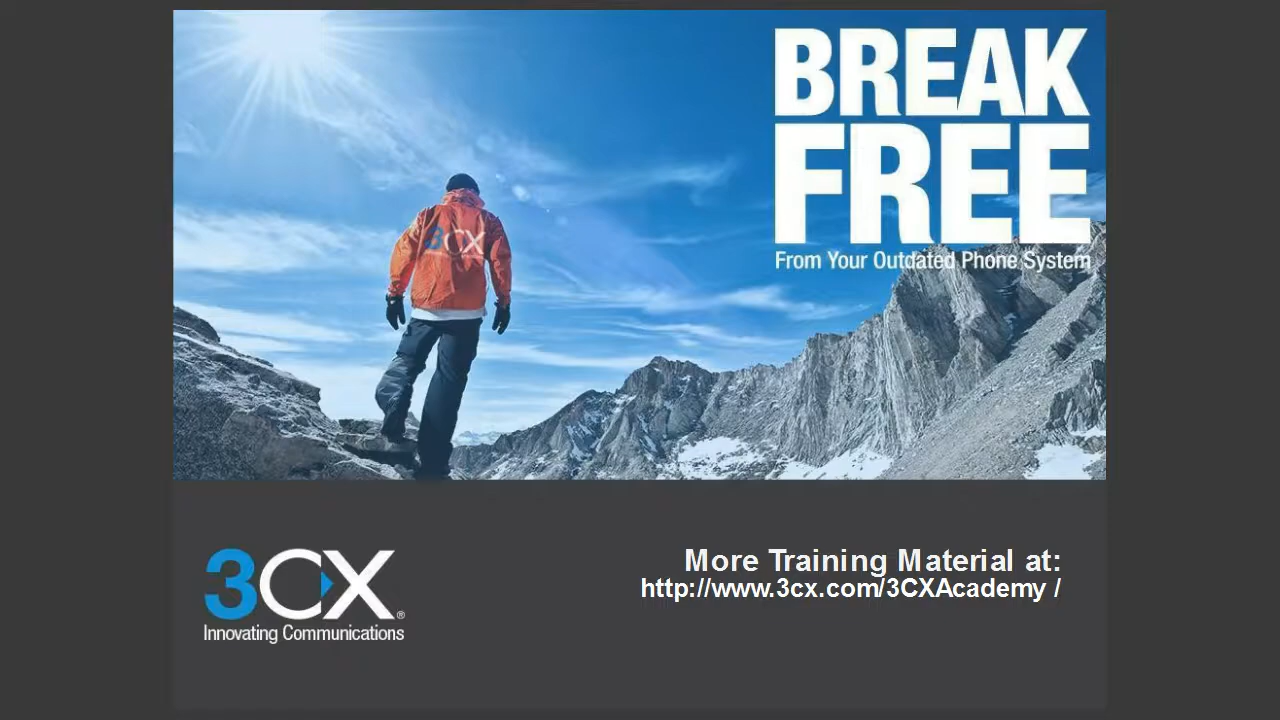 BREAK
FREE
From Your Outdated Phone System
3CX
3CX®
Innovating Communications
More Training Material at:
http://www.3cx.com/3CXAcademy /